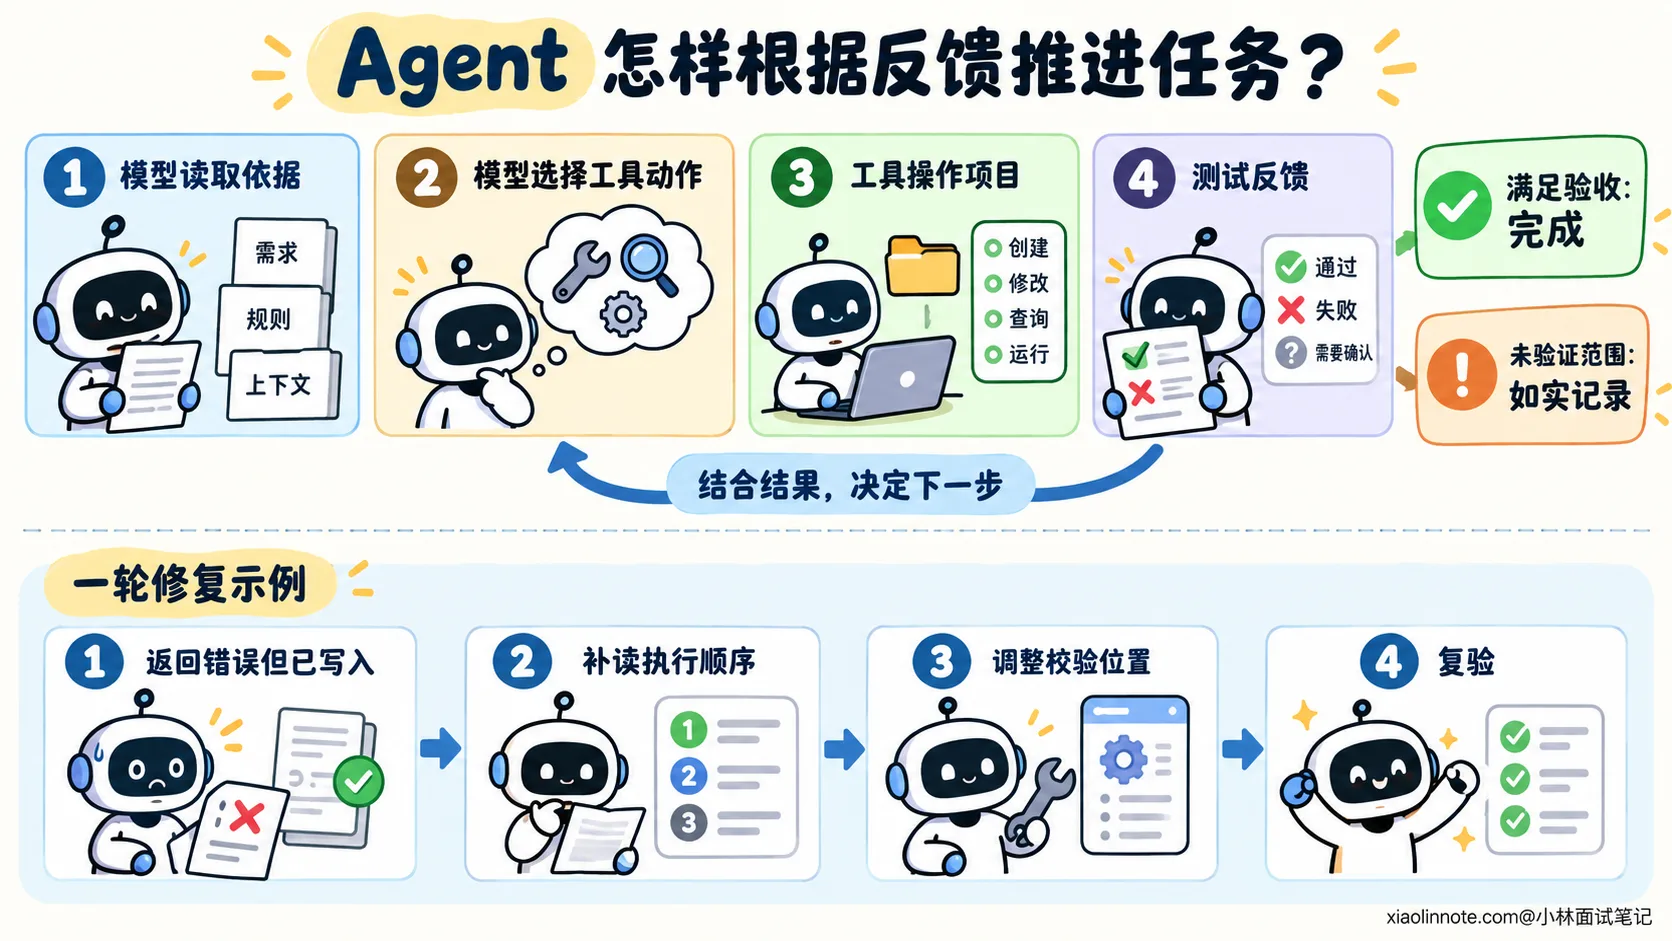 Agent 怎样根据反馈推进任务？
1 模型读取依据
需求
规则
上下文
2 模型选择工具动作
3 工具操作项目
创建
修改
查询
运行
4 测试反馈
通过
失败
? 需要确认
满足验收:
完成
! 未验证范围:
如实记录
结合结果，决定下一步
一轮修复示例
1 返回错误但已写入
2 补读执行顺序
1
2
3
3 调整校验位置
4 复验
xiaolinnote.com@小林面试笔记